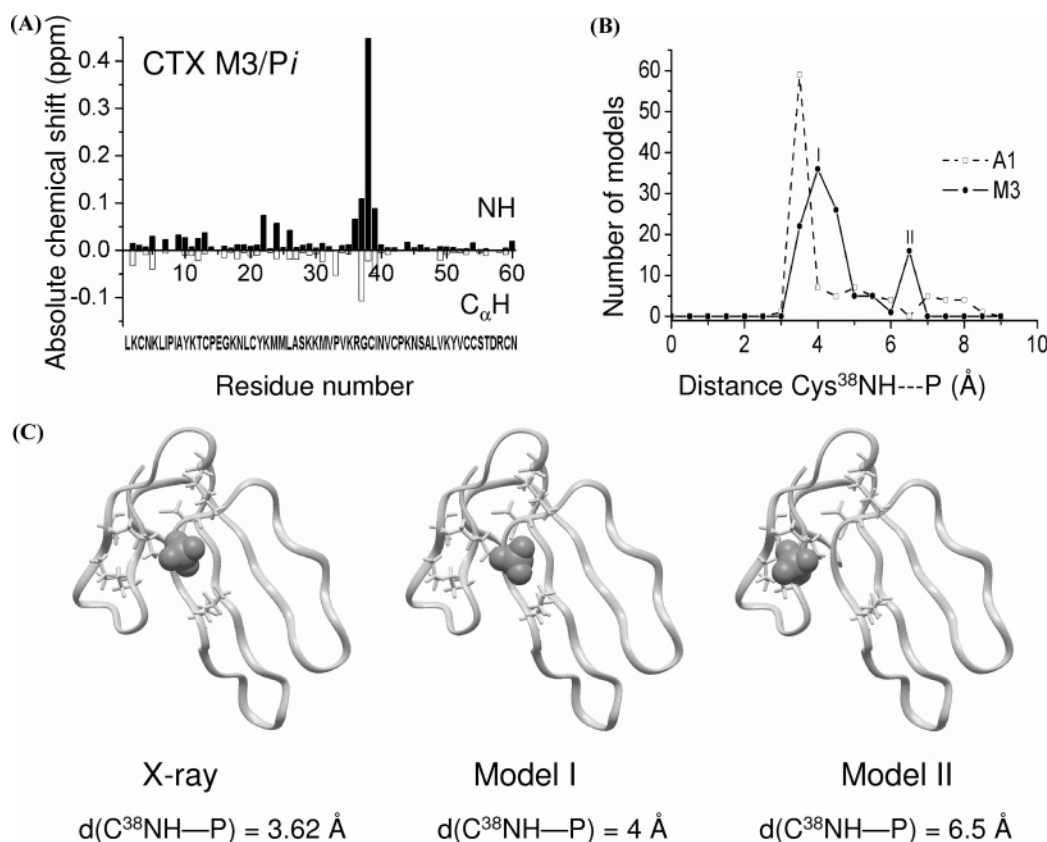 (A)
CTX M3/Pi
Absolute chemical shift (ppm)
0.4
0.3
0.2
0.1
0.0
-0.1
NH
CαH
10 20 30 40 50 60
LKCNKLIPIAYKTCPEGKNLCYKMMLASKKMVPVKRGCINVCPKNSALVKYVCCSTDRCN
Residue number
(B)
Number of models
60
50
40
30
20
10
0
I
II
A1
M3
0 2 4 6 8 10
Distance Cys³⁸NH---P (Å)
(C)
X-ray Model I Model II
d(C³⁸NH—P) = 3.62 Å d(C³⁸NH—P) = 4 Å d(C³⁸NH—P) = 6.5 Å